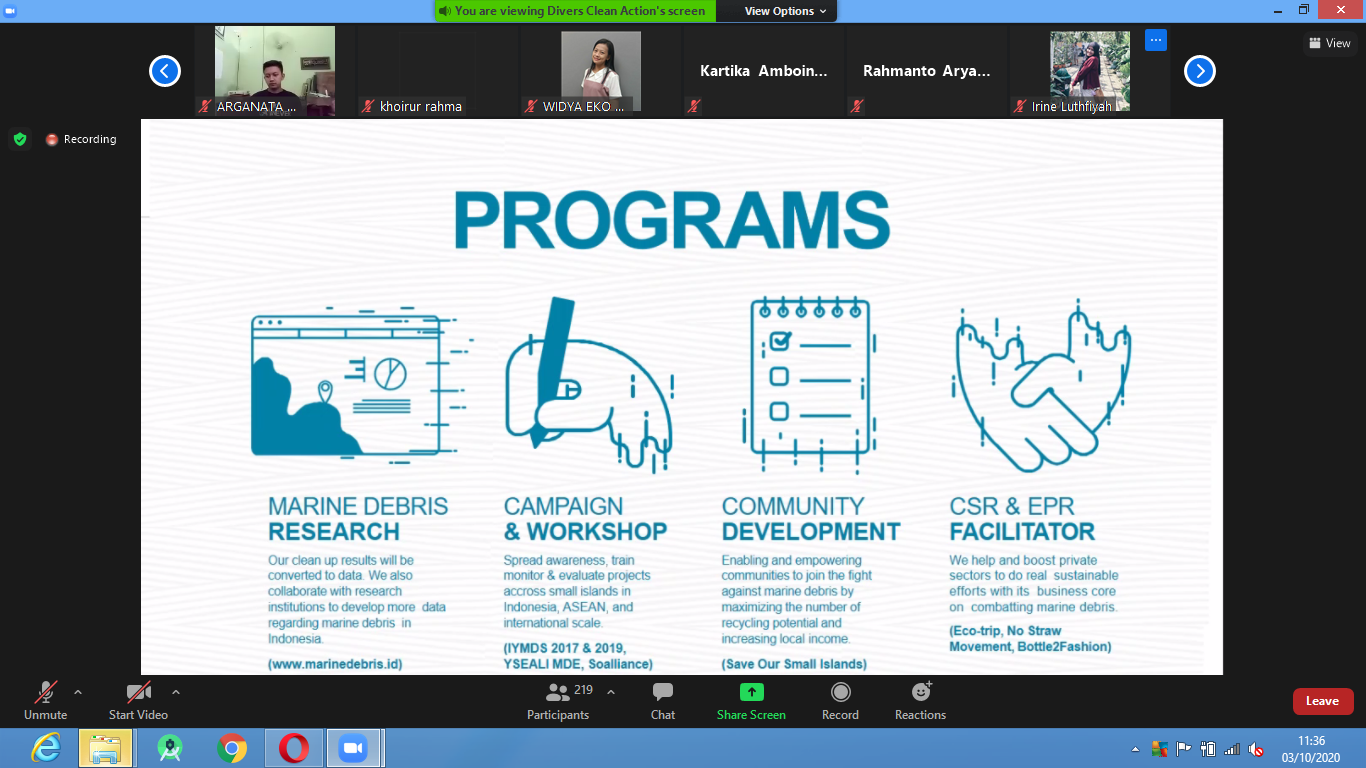 You are viewing Divers Clean Action's screen
View Options
ARGANATA ...
khoirur rahma
WIDYA EKO ...
Kartika Amboin...
Rahmanto Arya...
Irine Luthfiyah
View
Recording
PROGRAMS
MARINE DEBRIS
RESEARCH
Our clean up results will be
converted to data. We also
collaborate with research
institutions to develop more data
regarding marine debris in
Indonesia.
(www.marinedebris.id)
CAMPAIGN
& WORKSHOP
Spread awareness, train
monitor & evaluate projects
accross small islands in
Indonesia, ASEAN, and
international scale.
(IYMDS 2017 & 2019,
YSEALI MDE, Soalliance)
COMMUNITY
DEVELOPMENT
Enabling and empowering
communities to join the fight
against marine debris by
maximizing the number of
recycling potential and
increasing local income.
(Save Our Small Islands)
CSR & EPR
FACILITATOR
We help and boost private
sectors to do real sustainable
efforts with its business core
on combatting marine debris.
(Eco-trip, No Straw
Movement, Bottle2Fashion)
Unmute
Start Video
219
Participants
Chat
Share Screen
Record
Reactions
Leave
11:36
03/10/2020